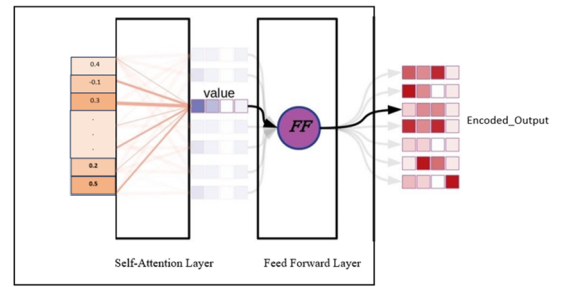 0.4
-0.1
0.3
.
.
.
0.2
0.5
value
FF
Encoded_Output
Self-Attention Layer
Feed Forward Layer